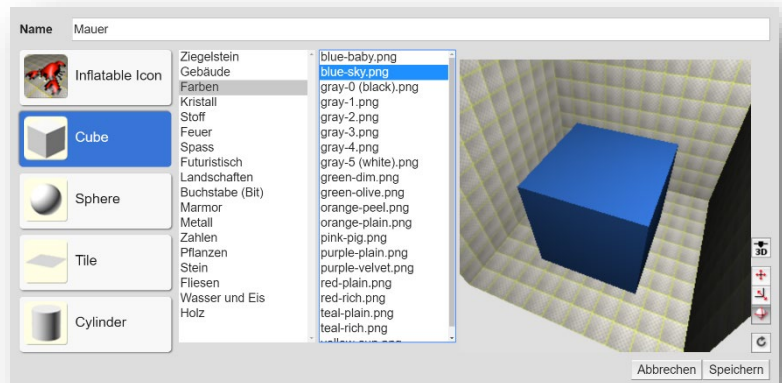 Name Mauer
Inflatable Icon
Cube
Sphere
Tile
Cylinder
Ziegelstein
Gebäude
Farben
Kristall
Stoff
Feuer
Spass
Futuristisch
Landschaften
Buchstabe (Bit)
Marmor
Metall
Zahlen
Pflanzen
Stein
Fliesen
Wasser und Eis
Holz
blue-baby.png
blue-sky.png
gray-0 (black).png
gray-1.png
gray-2.png
gray-3.png
gray-4.png
gray-5 (white).png
green-dim.png
green-olive.png
orange-peel.png
orange-plain.png
pink-pig.png
purple-plain.png
purple-velvet.png
red-plain.png
red-rich.png
teal-plain.png
teal-rich.png
3D
Abbrechen Speichern